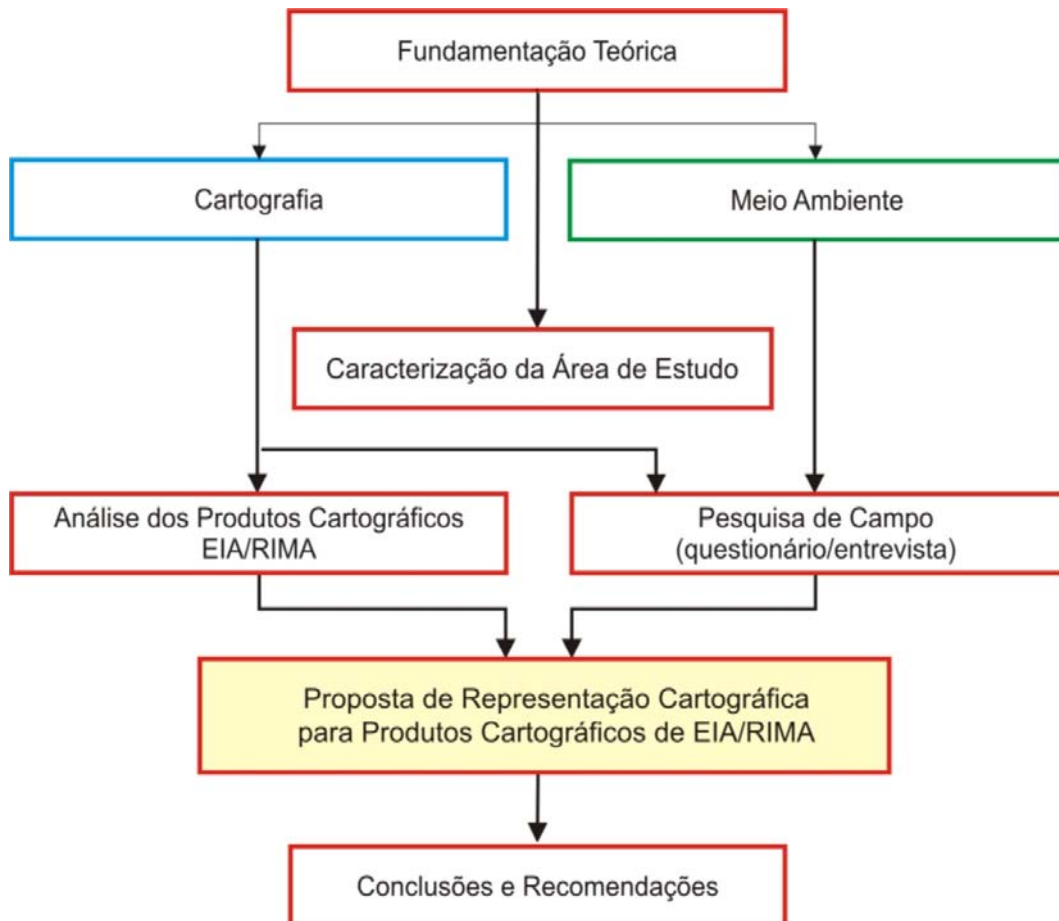 Fundamentação Teórica
Cartografia
Meio Ambiente
Caracterização da Área de Estudo
Análise dos Produtos Cartográficos
EIA/RIMA
Pesquisa de Campo
(questionário/entrevista)
Proposta de Representação Cartográfica
para Produtos Cartográficos de EIA/RIMA
Conclusões e Recomendações